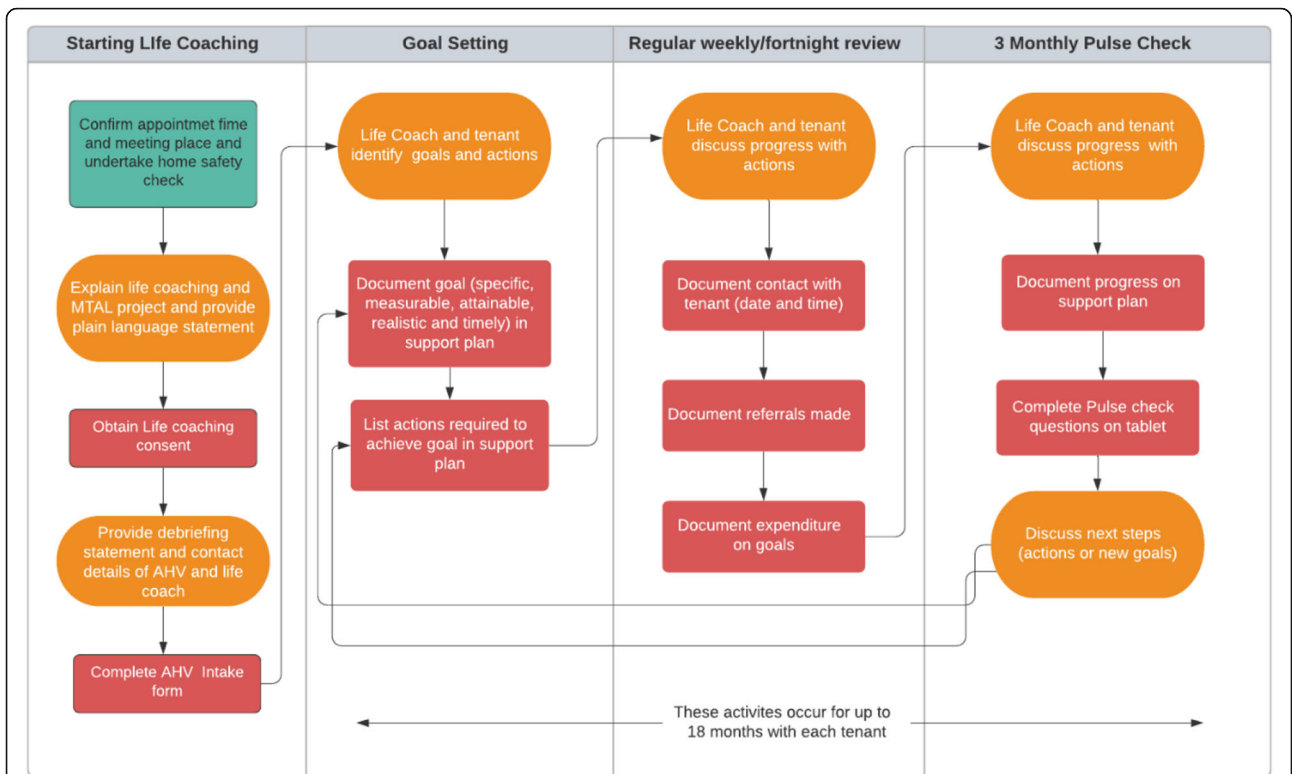 Starting LIfe Coaching
Confirm appointmet fime
and meeting place and
undertake home safety
check
Explain life coaching and
MTAL project and provide
plain language statement
Obtain Life coaching
consent
Provide debriefing
statement and contact
details of AHV and life
coach
Complete AHV Intake
form
Goal Setting
Life Coach and tenant
identify goals and actions
Document goal (specific,
measurable, attainable,
realistic and timely) in
support plan
List actions required to
achieve goal in support
plan
Regular weekly/fortnight review
Life Coach and tenant
discuss progress with
actions
Document contact with
tenant (date and time)
Document referrals made
Document expenditure
on goals
3 Monthly Pulse Check
Life Coach and tenant
discuss progress with
actions
Document progress on
support plan
Complete Pulse check
questions on tablet
Discuss next steps
(actions or new goals)
These activites occur for up to
18 months with each tenant